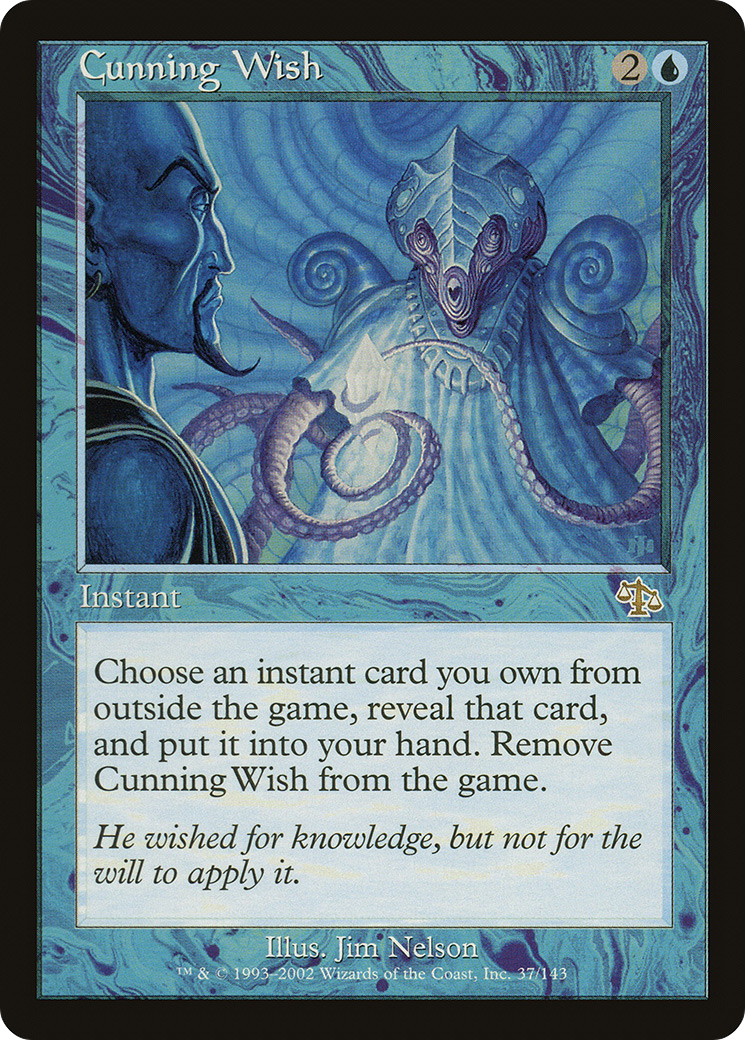 Cunning Wish
2
Instant
Choose an instant card you own from
outside the game, reveal that card,
and put it into your hand. Remove
Cunning Wish from the game.
He wished for knowledge, but not for the
will to apply it.
Illus. Jim Nelson
™ & © 1993–2002 Wizards of the Coast, Inc. 37/143